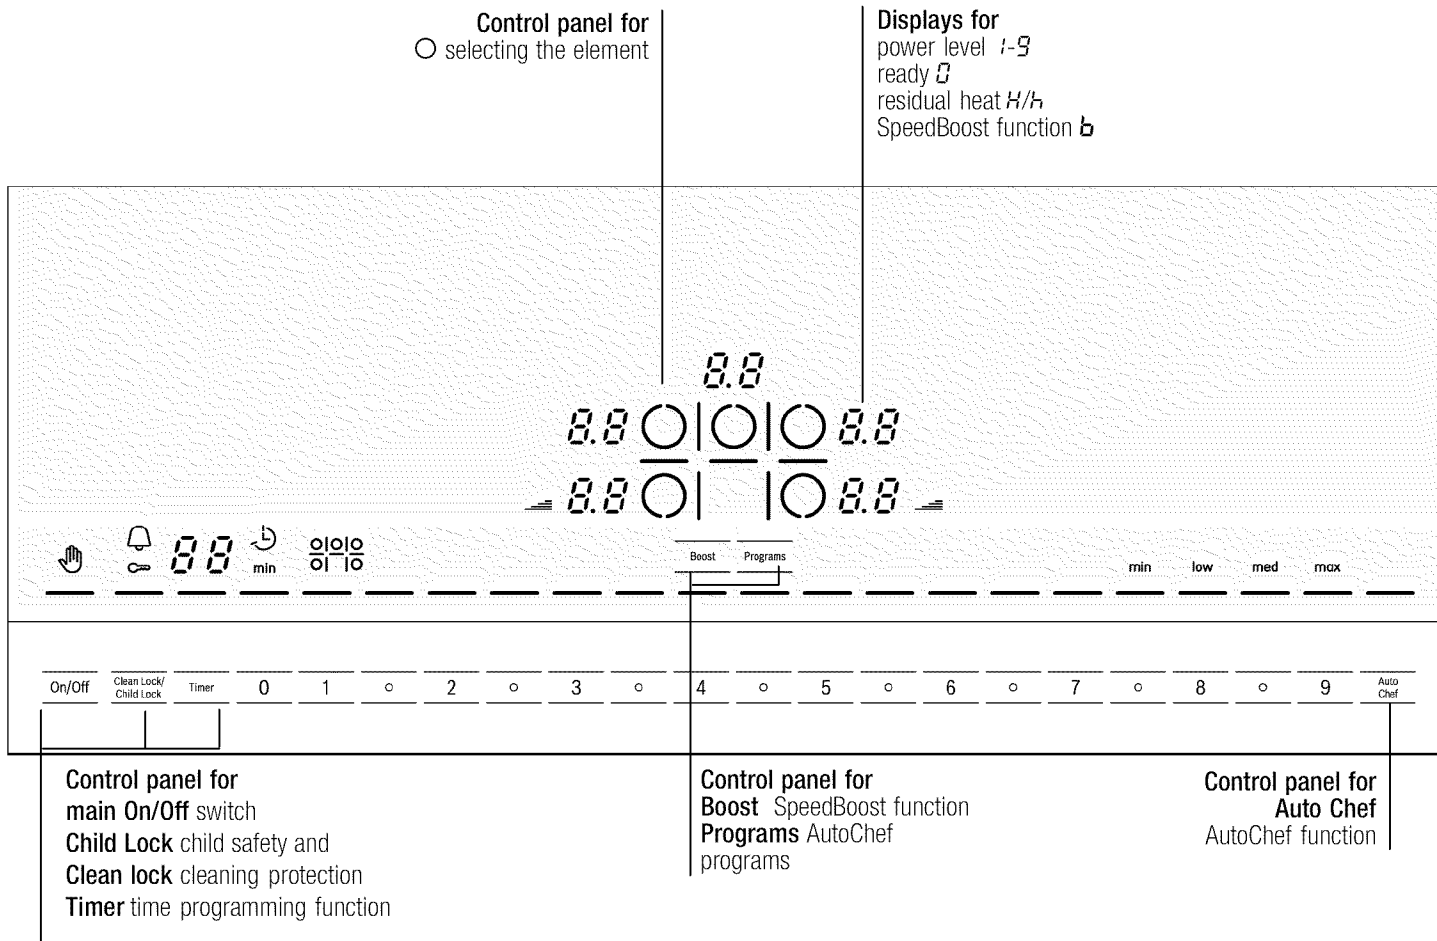 Control panel for
○ selecting the element
Displays for
power level 1-9
ready 0
residual heat H/h
SpeedBoost function b
8.8
8.8 8.8
8.8 8.8
88 min
Boost Programs
min low med max
On/Off Clean Lock/ Child Lock Timer 0 1 o 2 o 3 o 4 o 5 o 6 o 7 o 8 o 9 Auto Chef
Control panel for
main On/Off switch
Child Lock child safety and
Clean lock cleaning protection
Timer time programming function
Control panel for
Boost SpeedBoost function
Programs AutoChef
programs
Control panel for
Auto Chef
AutoChef function